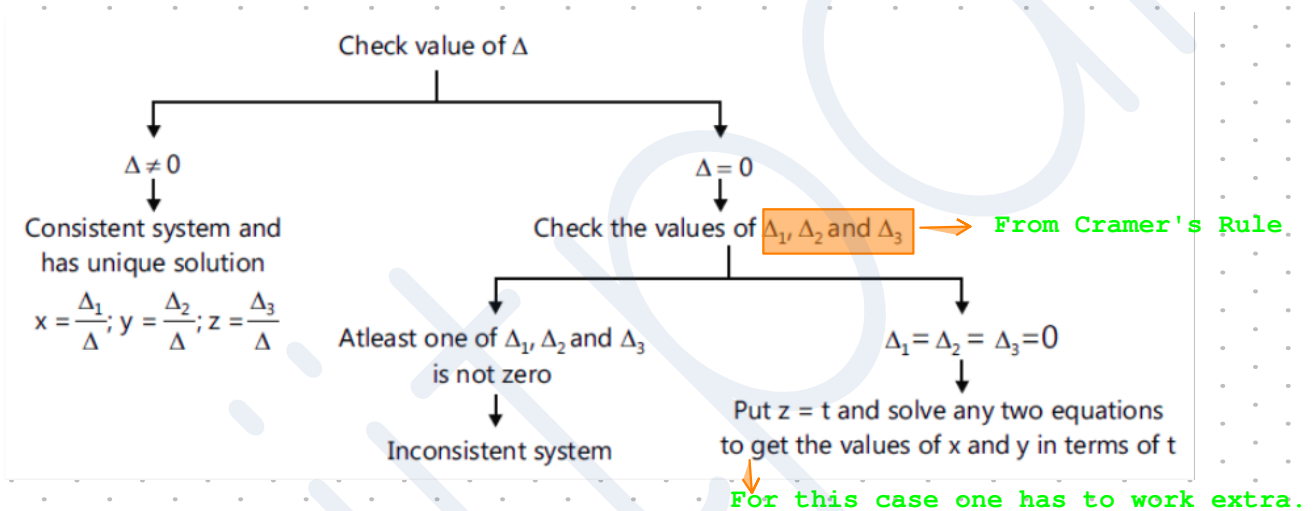 Check value of Δ
Δ ≠ 0
Δ = 0
Consistent system and
has unique solution
x = Δ₁/Δ; y = Δ₂/Δ; z = Δ₃/Δ
Check the values of Δ₁, Δ₂ and Δ₃
From Cramer's Rule
Atleast one of Δ₁, Δ₂ and Δ₃
is not zero
Inconsistent system
Δ₁= Δ₂ = Δ₃=0
Put z = t and solve any two equations
to get the values of x and y in terms of t
For this case one has to work extra.